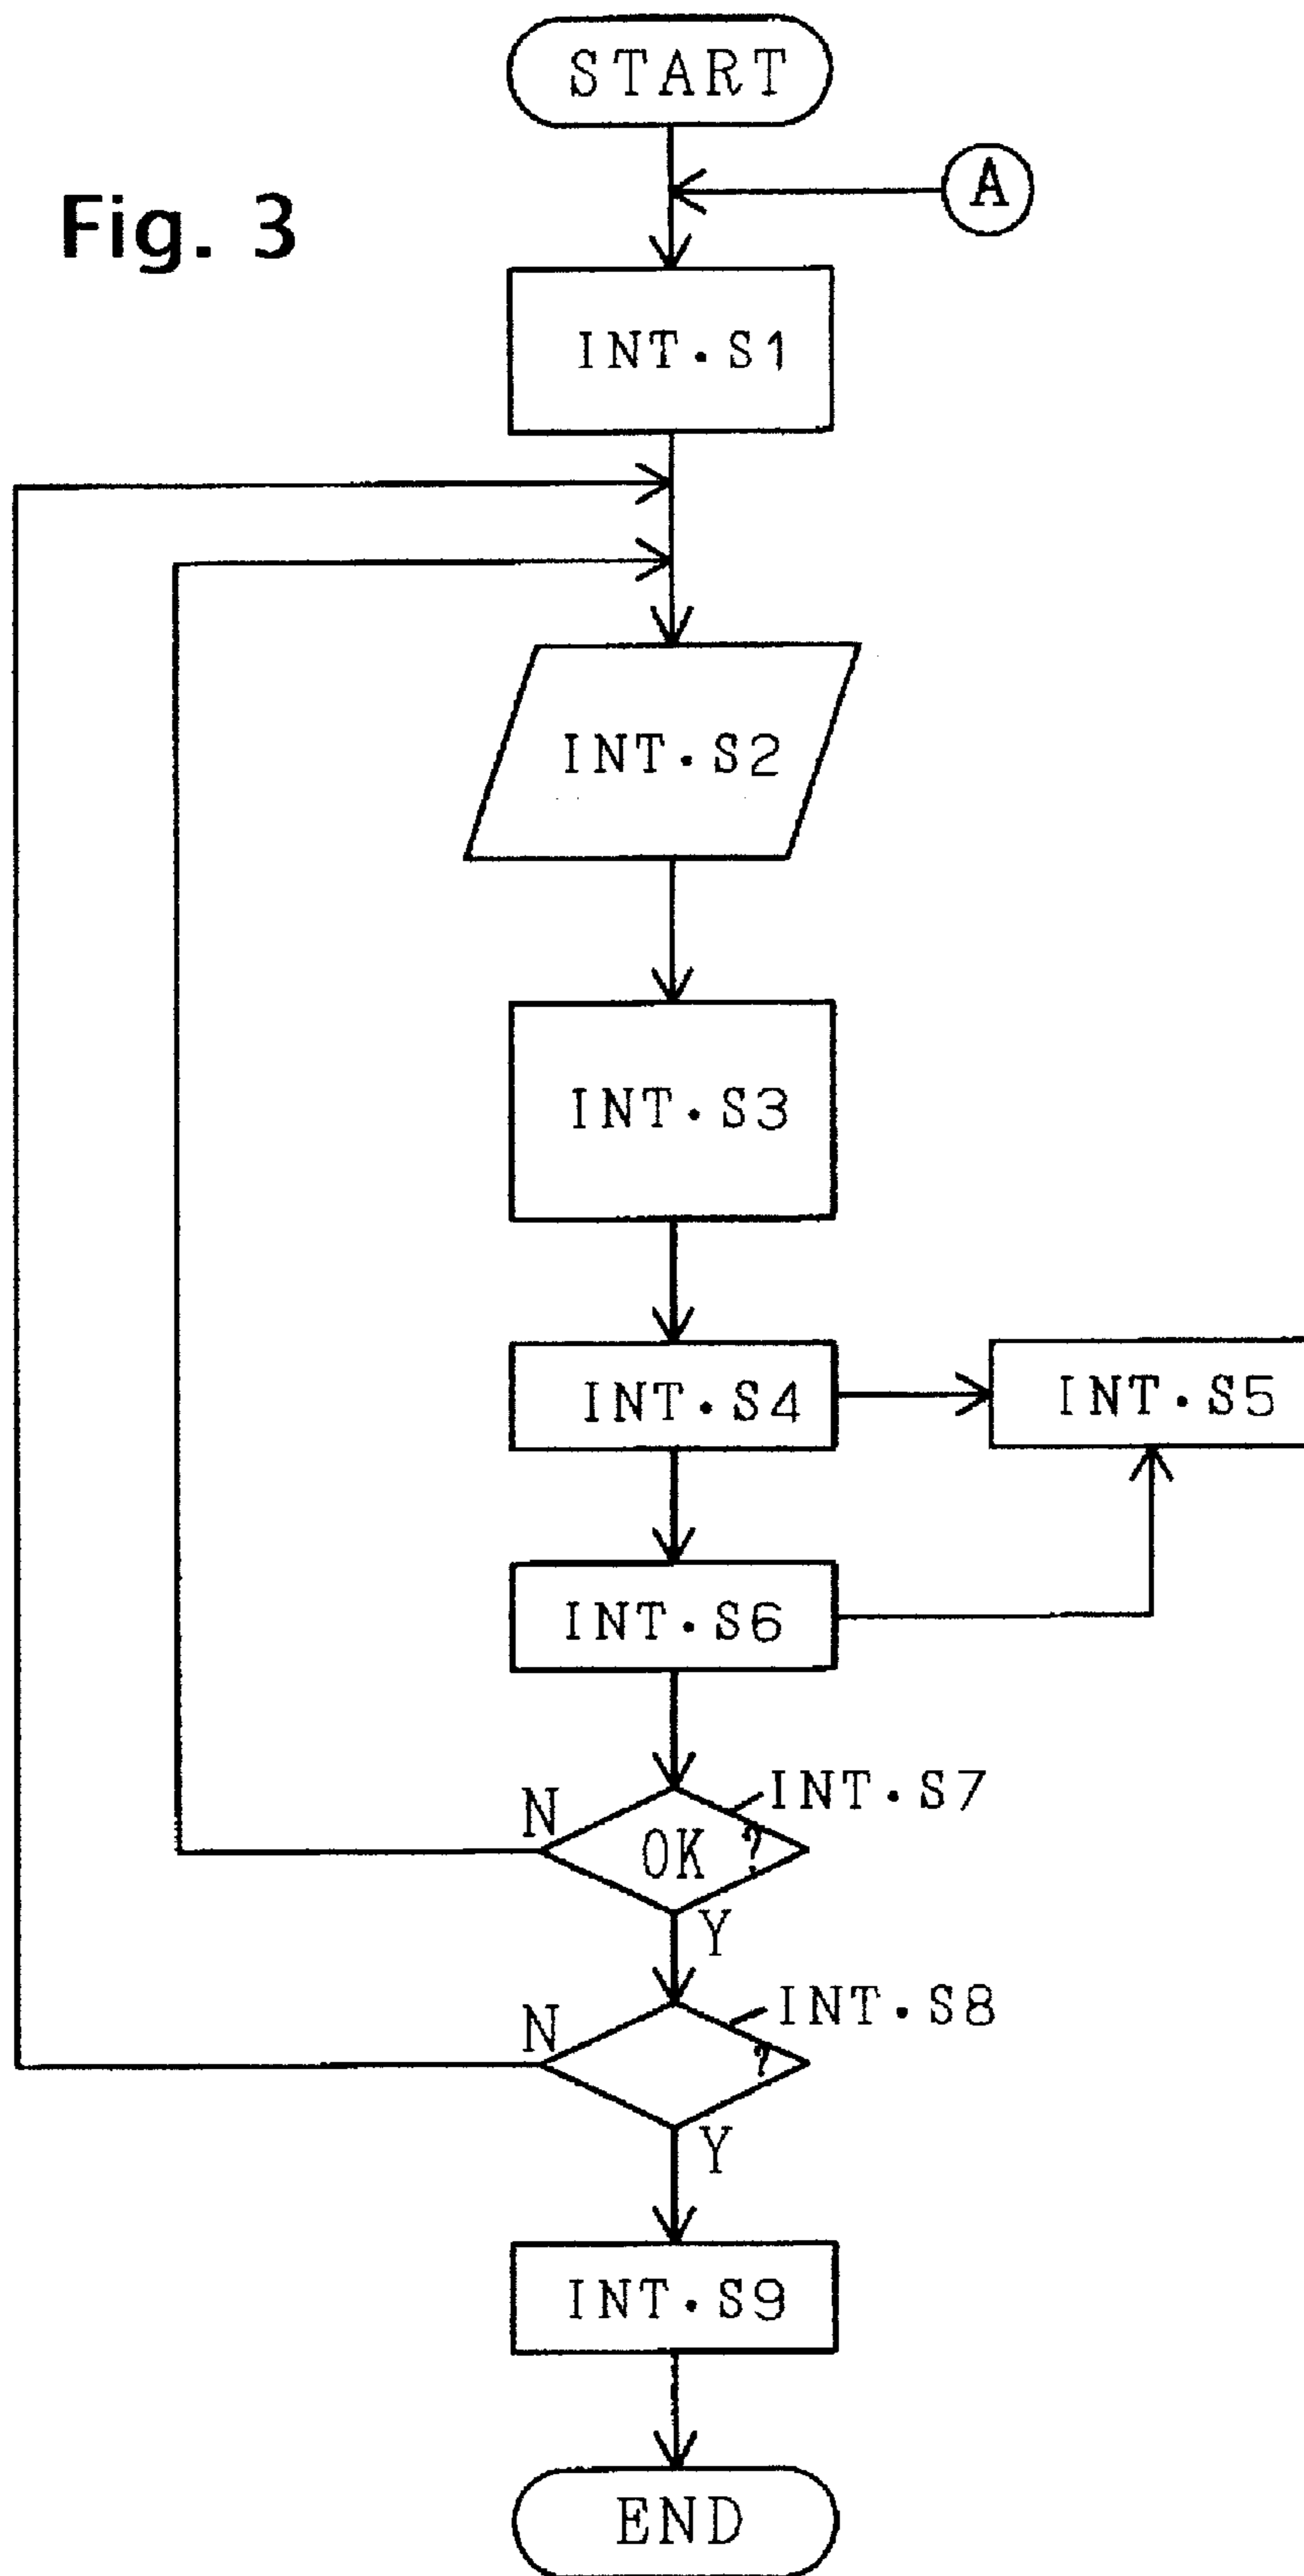 START
A
Fig. 3
INT.S1
INT.S2
INT.S3
INT.S4
INT.S5
INT.S6
INT.S7
N
OK ?
Y
INT.S8
N
?
Y
INT.S9
END